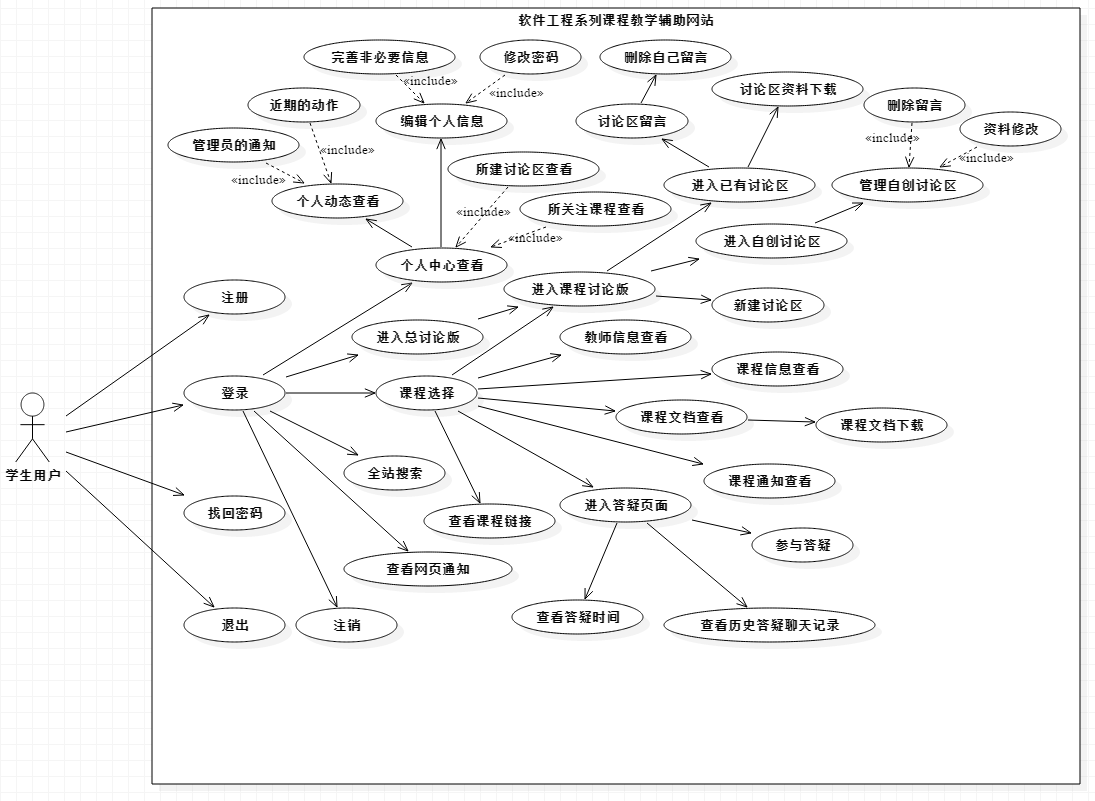 软件工程系列课程教学辅助网站
完善非必要信息
修改密码
删除自己留言
«include»
«include»
讨论区资料下载
近期的动作
编辑个人信息
讨论区留言
删除留言
资料修改
管理员的通知
«include»
«include»
«include»
«include»
所建讨论区查看
进入已有讨论区
管理自创讨论区
个人动态查看
«include»
所关注课程查看
«include»
进入自创讨论区
个人中心查看
进入课程讨论版
注册
新建讨论区
进入总讨论版
教师信息查看
课程信息查看
登录
课程选择
课程文档查看
课程文档下载
学生用户
全站搜索
课程通知查看
找回密码
查看课程链接
进入答疑页面
参与答疑
查看网页通知
退出
注销
查看答疑时间
查看历史答疑聊天记录